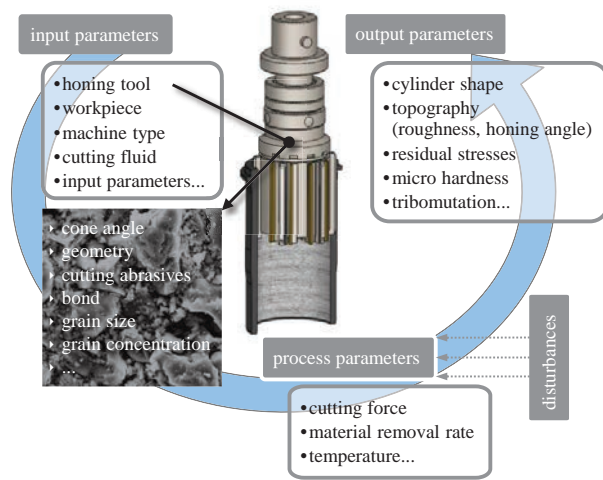 input parameters
•honing tool
•workpiece
•machine type
•cutting fluid
•input parameters...
‣ cone angle
‣ geometry
‣ cutting abrasives
‣ bond
‣ grain size
‣ grain concentration
‣ ...
output parameters
•cylinder shape
•topography
(roughness, honing angle)
•residual stresses
•micro hardness
•tribomutation...
process parameters
•cutting force
•material removal rate
•temperature...
disturbances